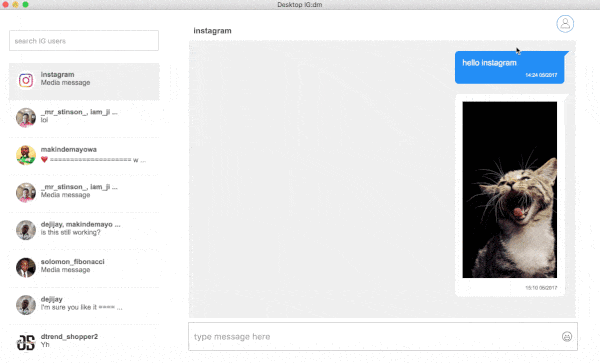 Desktop IG:dm
search IG users
instagram
Media message
_mr_stinson_, iam_ji ...
lol
makindemayowa
❤️ ==================== w ...
_mr_stinson_, iam_ji ...
Media message
dejijay, makindemayo ...
is this still working?
solomon_fibonacci
Media message
dejijay
I'm sure you like it ==== ...
dtrend_shopper2
Yh
instagram
hello instagram
14:24 05/2017
15:10 05/2017
type message here